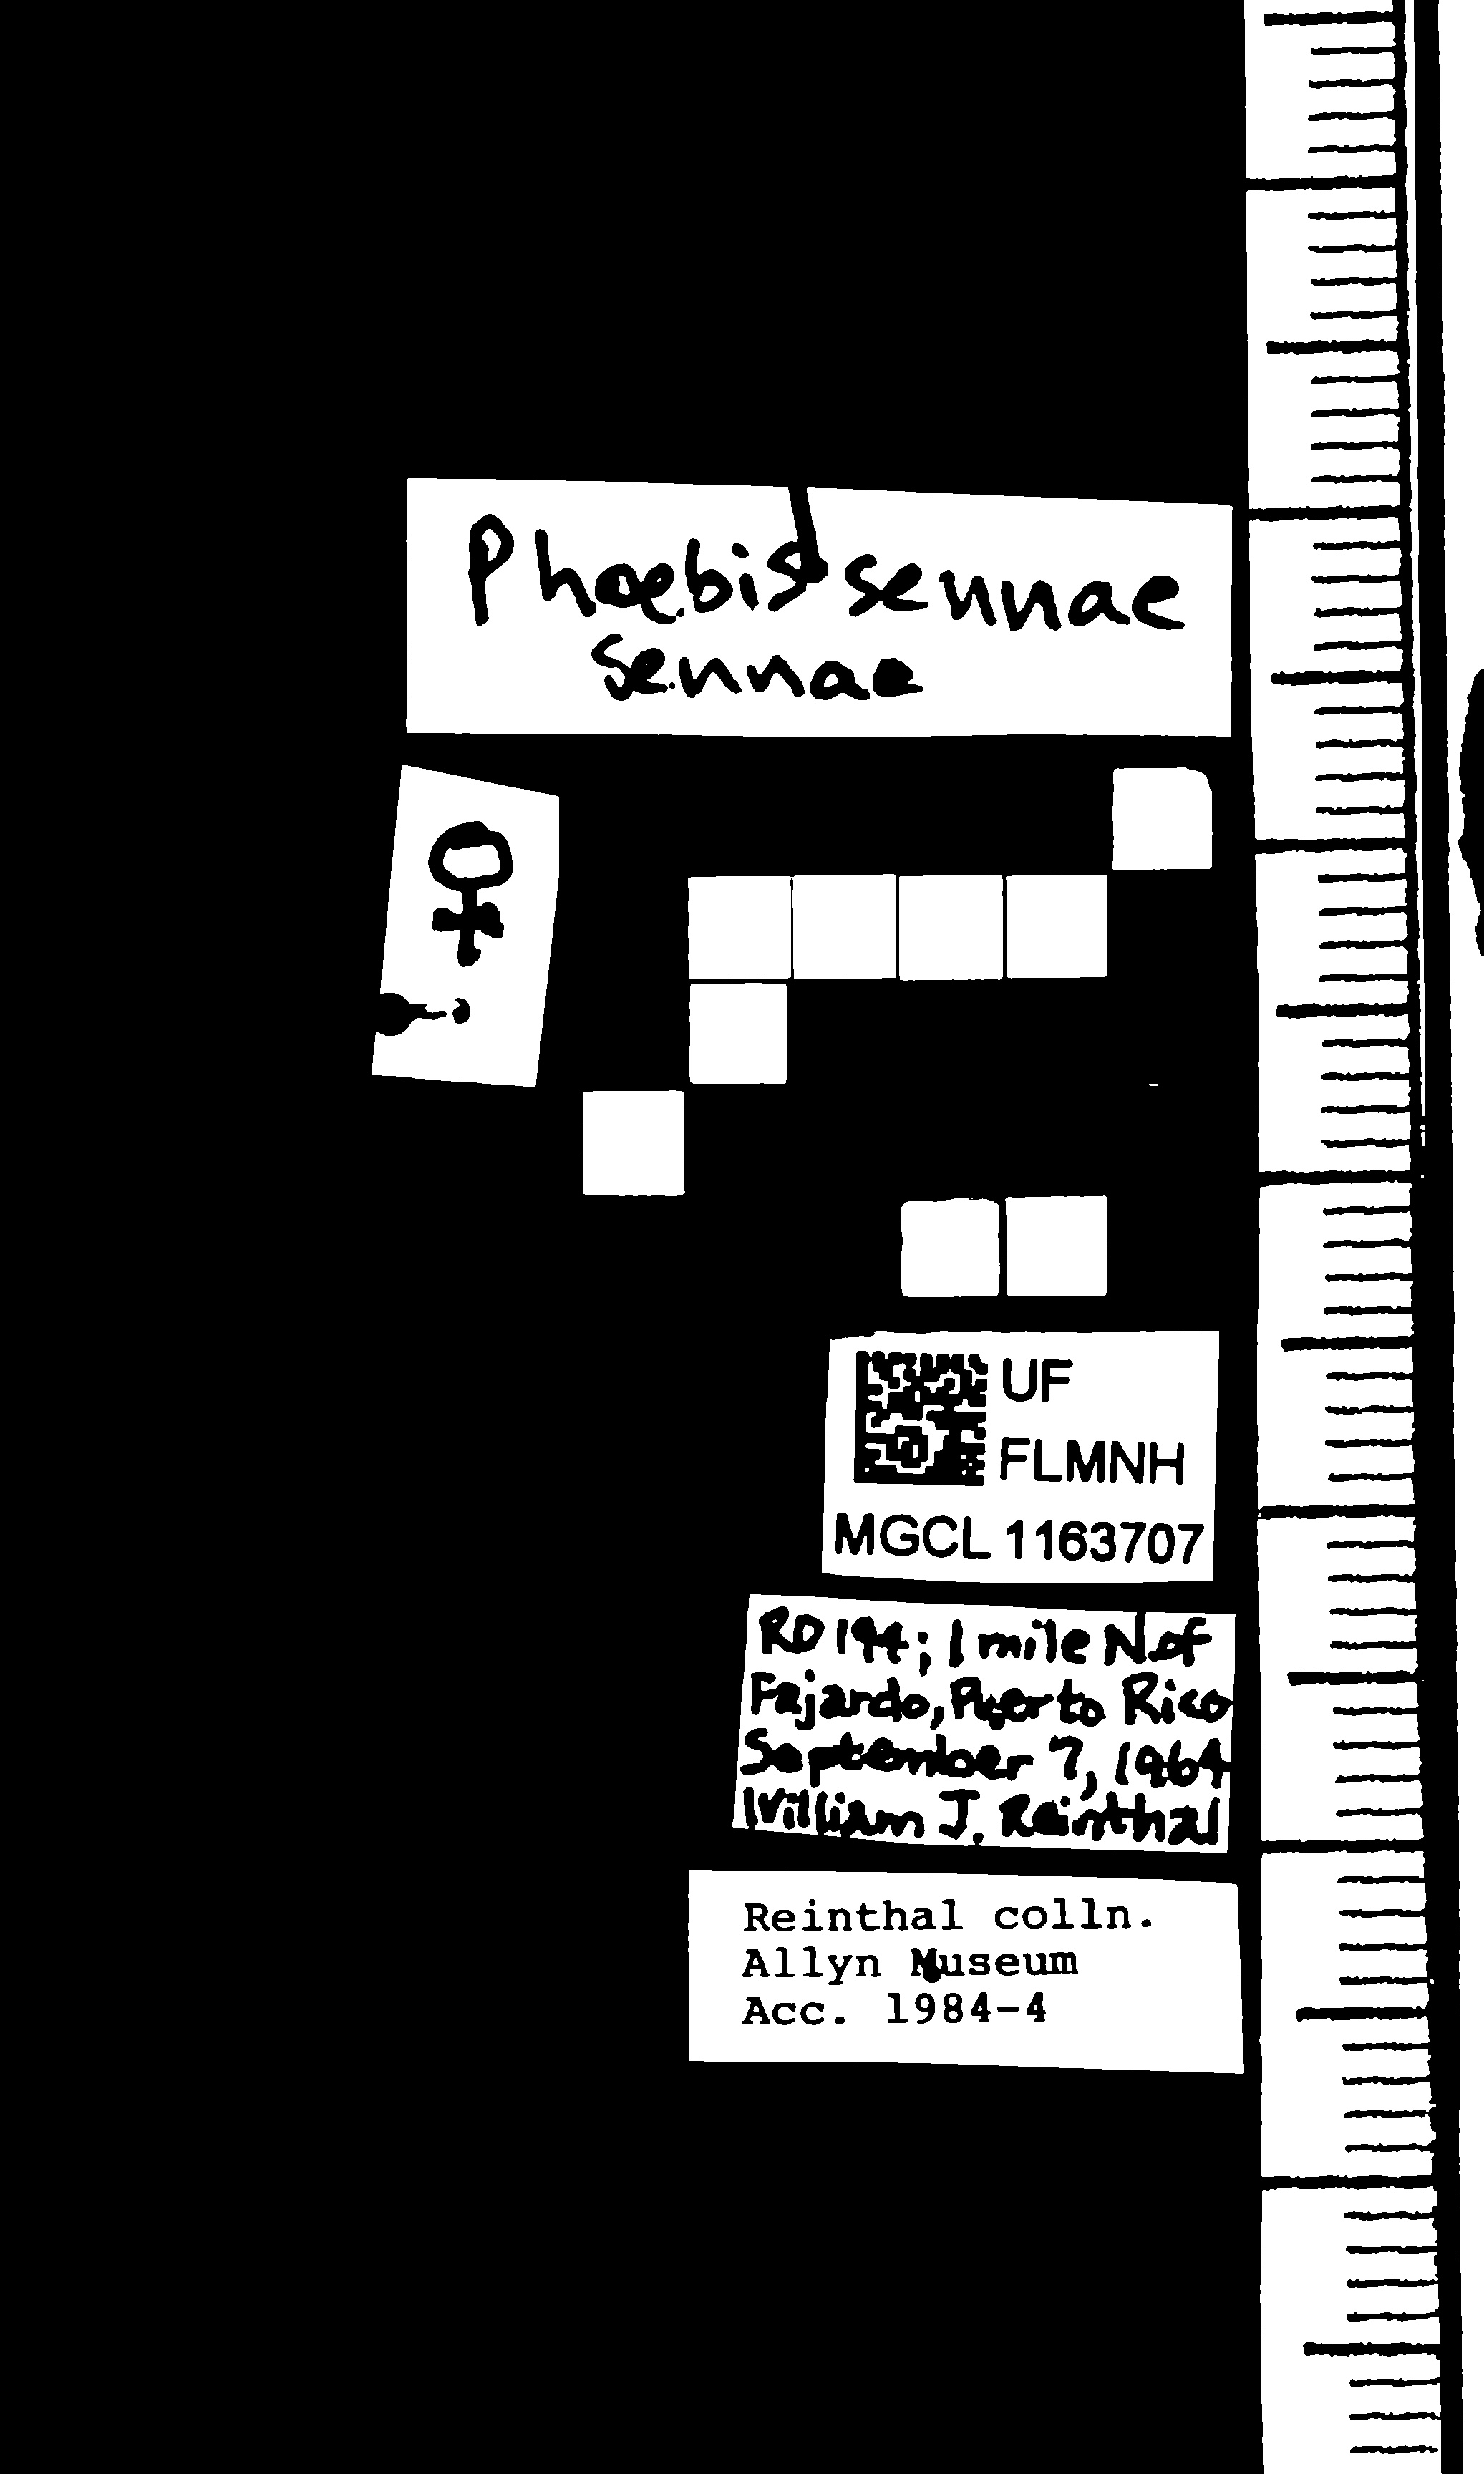 Phoebis sennae
sennae
♀
UF
FLMNH
MGCL 1163707
RD 194; 1 mile N of
Fajardo, Puerto Rico
September 7, 1964
William J. Reinthal
Reinthal colln.
Allyn Museum
Acc. 1984-4